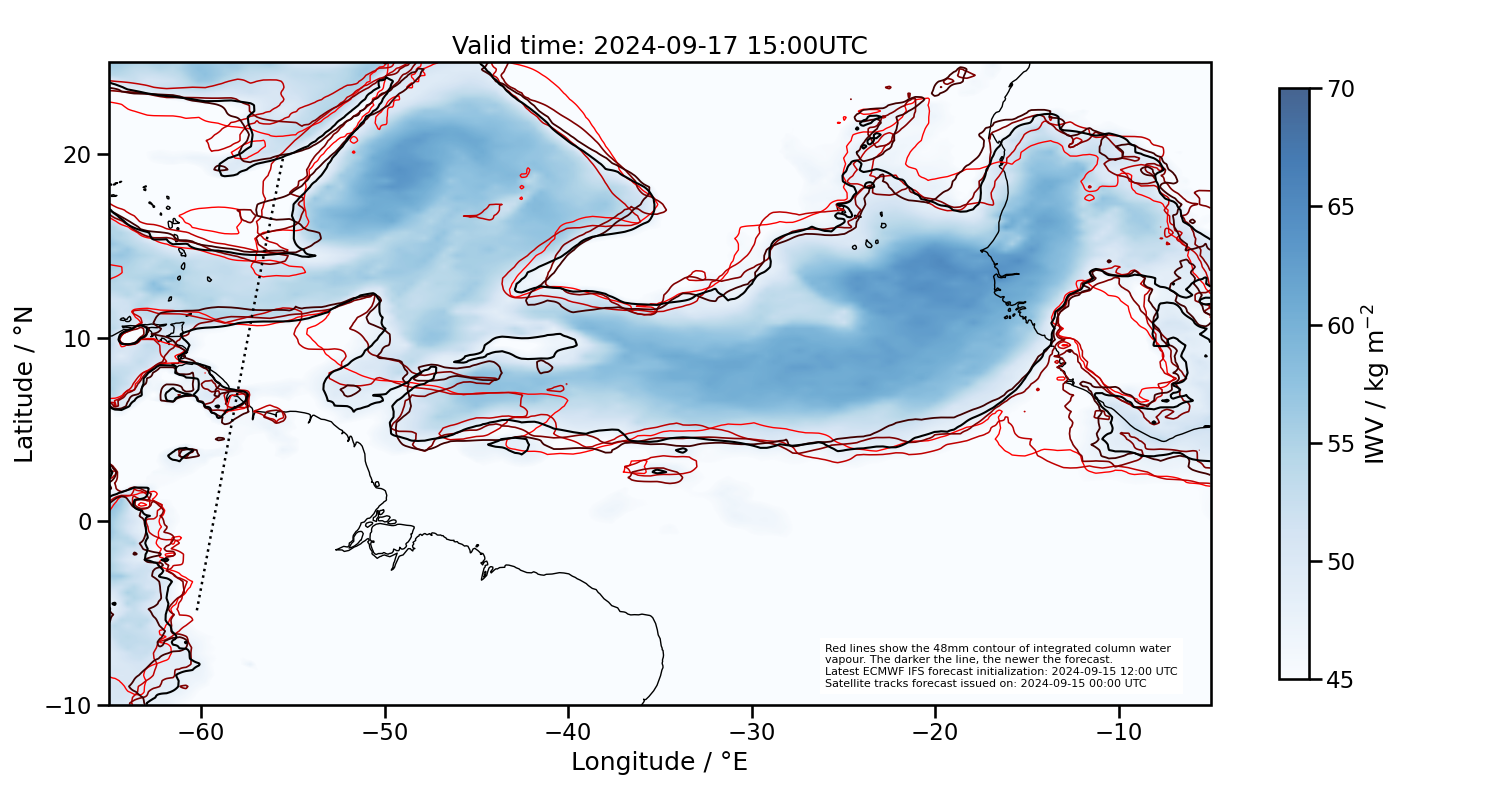 Valid time: 2024-09-17 15:00UTC
70
65
60
55
50
45
IWV / kg m⁻²
20
10
0
−10
Latitude / °N
−60
−50
−40
−30
−20
−10
Longitude / °E
Red lines show the 48mm contour of integrated column water
vapour. The darker the line, the newer the forecast.
Latest ECMWF IFS forecast initialization: 2024-09-15 12:00 UTC
Satellite tracks forecast issued on: 2024-09-15 00:00 UTC